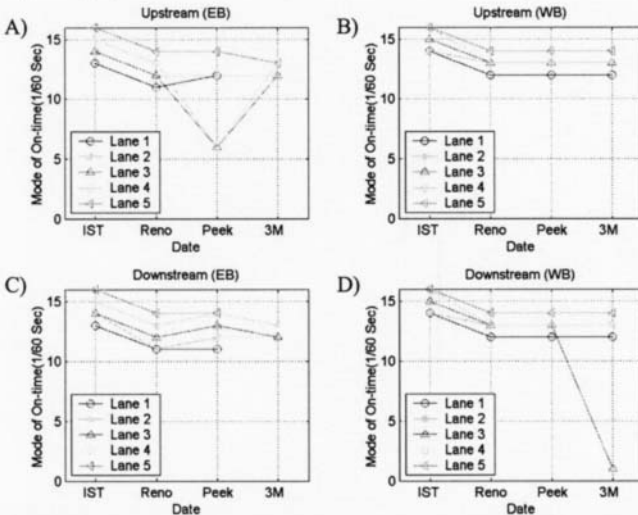 A)
Upstream (EB)
15
10
5
0
Mode of On-time(1/60 Sec)
Lane 1
Lane 2
Lane 3
Lane 4
Lane 5
IST Reno Peek 3M
Date
B)
Upstream (WB)
15
10
5
0
Mode of On-time(1/60 Sec)
Lane 1
Lane 2
Lane 3
Lane 4
Lane 5
IST Reno Peek 3M
Date
C)
Downstream (EB)
15
10
5
0
Mode of On-time(1/60 Sec)
Lane 1
Lane 2
Lane 3
Lane 4
Lane 5
IST Reno Peek 3M
Date
D)
Downstream (WB)
15
10
5
0
Mode of On-time(1/60 Sec)
Lane 1
Lane 2
Lane 3
Lane 4
Lane 5
IST Reno Peek 3M
Date